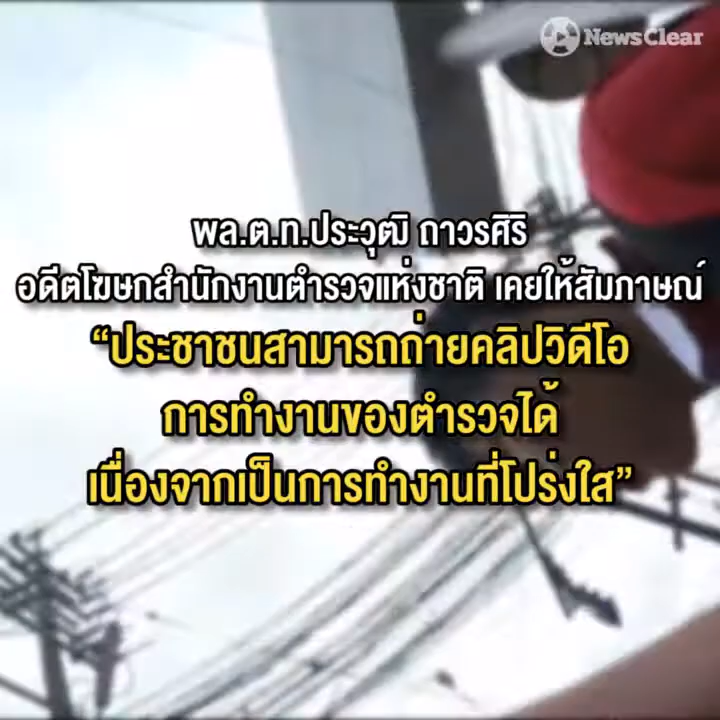 NewsClear
พล.ต.ท.ประวุฒิ ถาวรศิริ
อดีตโฆษกสำนักงานตำรวจแห่งชาติ เคยให้สัมภาษณ์
“ประชาชนสามารถถ่ายคลิปวิดีโอ
การทำงานของตำรวจได้
เนื่องจากเป็นการทำงานที่โปร่งใส”